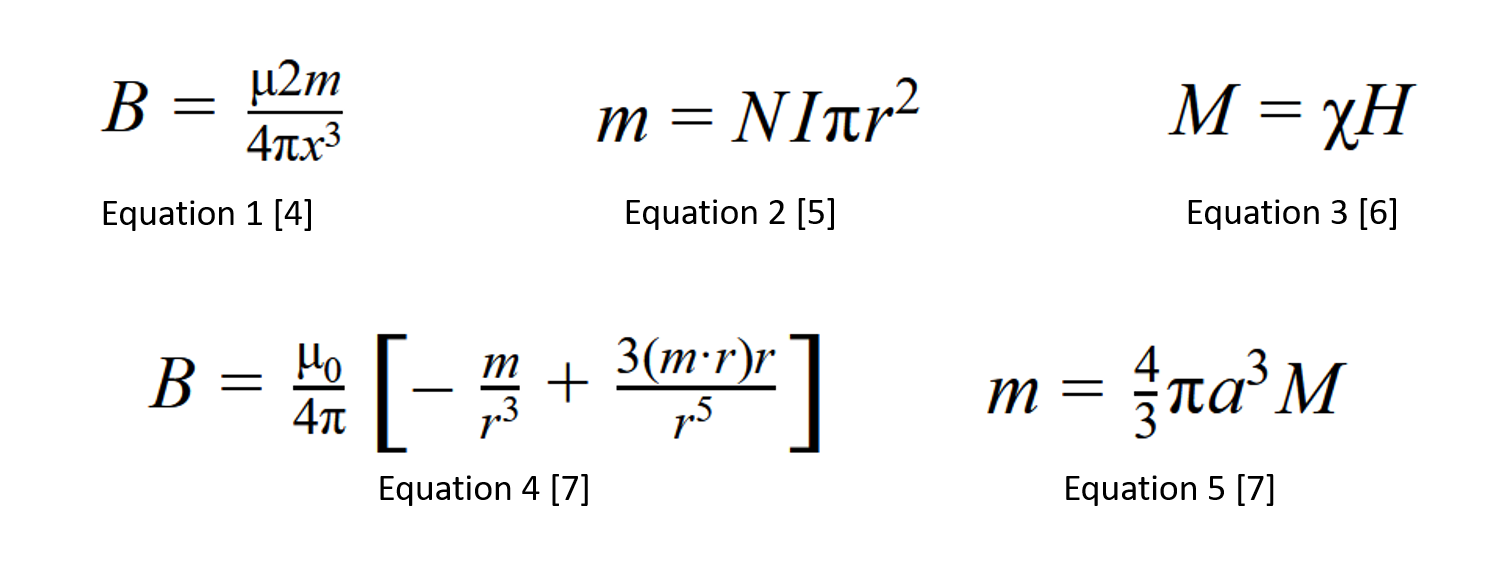 B = μ2m/4πx³    m = NIπr²    M = χH
Equation 1 [4]    Equation 2 [5]    Equation 3 [6]
B = μ₀/4π [− m/r³ + 3(m·r)r/r⁵]    m = 4/3 πa³M
Equation 4 [7]    Equation 5 [7]